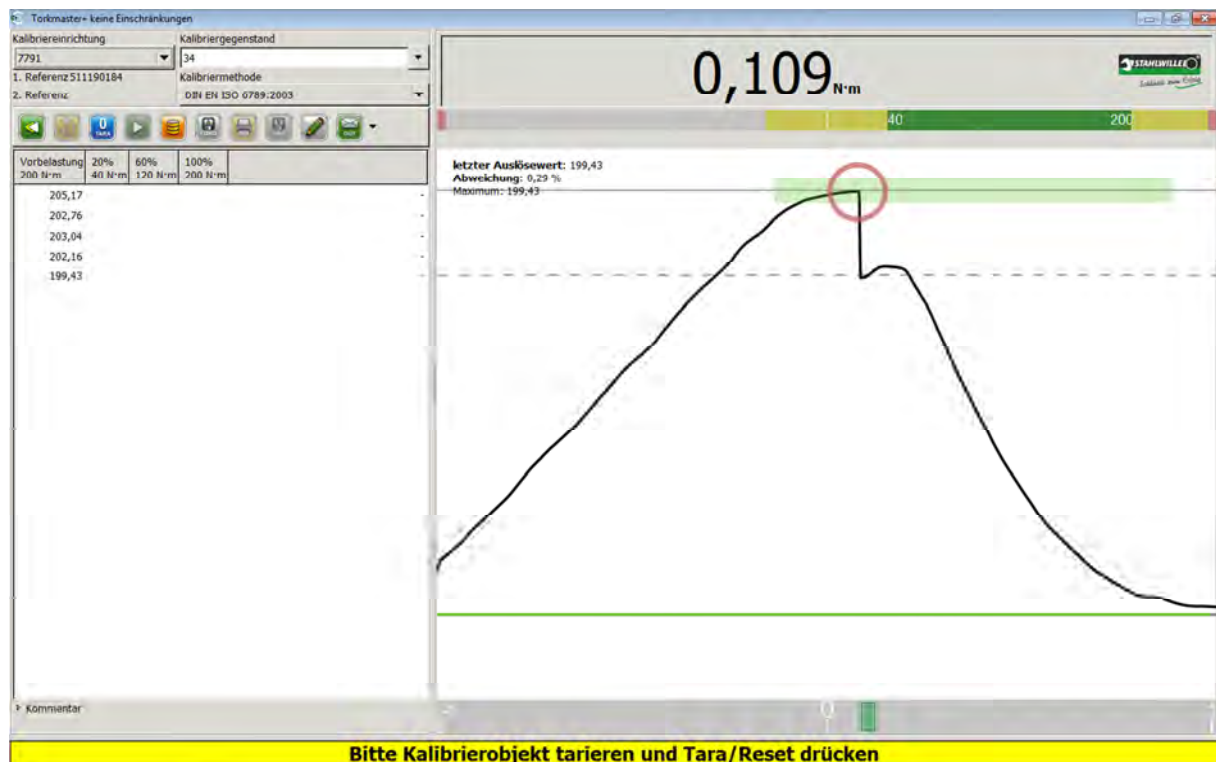 Torkmaster+ keine Einschränkungen
Kalibriereinrichtung Kalibriergegenstand
7791 34
1. Referenz 511190184 Kalibriermethode
2. Referenz DIN EN ISO 6789:2003
0,109 N·m
STAHLWILLE
0
TARA
40 200
Vorbelastung 20% 60% 100%
200 N·m 40 N·m 120 N·m 200 N·m
205,17 -
202,76 -
203,04 -
202,16 -
199,43 -
letzter Auslösewert: 199,43
Abweichung: 0,29 %
Maximum: 199,43
Kommentar
0
Bitte Kalibrierobjekt tarieren und Tara/Reset drücken